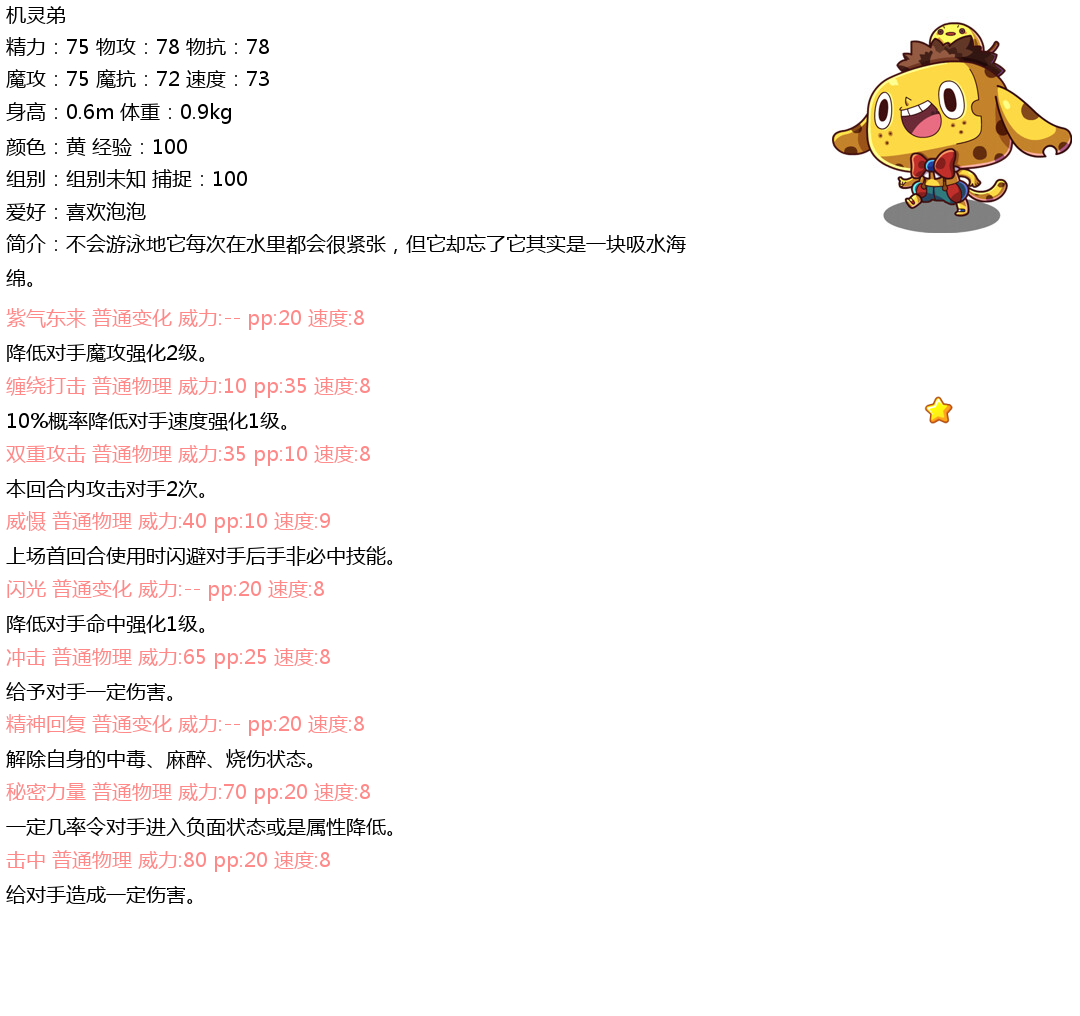 机灵弟
精力：75 物攻：78 物抗：78
魔攻：75 魔抗：72 速度：73
身高：0.6m 体重：0.9kg
颜色：黄 经验：100
组别：组别未知 捕捉：100
爱好：喜欢泡泡
简介：不会游泳地它每次在水里都会很紧张，但它却忘了它其实是一块吸水海
绵。
紫气东来 普通变化 威力:-- pp:20 速度:8
降低对手魔攻强化2级。
缠绕打击 普通物理 威力:10 pp:35 速度:8
10%概率降低对手速度强化1级。
双重攻击 普通物理 威力:35 pp:10 速度:8
本回合内攻击对手2次。
威慑 普通物理 威力:40 pp:10 速度:9
上场首回合使用时闪避对手后手非必中技能。
闪光 普通变化 威力:-- pp:20 速度:8
降低对手命中强化1级。
冲击 普通物理 威力:65 pp:25 速度:8
给予对手一定伤害。
精神回复 普通变化 威力:-- pp:20 速度:8
解除自身的中毒、麻醉、烧伤状态。
秘密力量 普通物理 威力:70 pp:20 速度:8
一定几率令对手进入负面状态或是属性降低。
击中 普通物理 威力:80 pp:20 速度:8
给对手造成一定伤害。